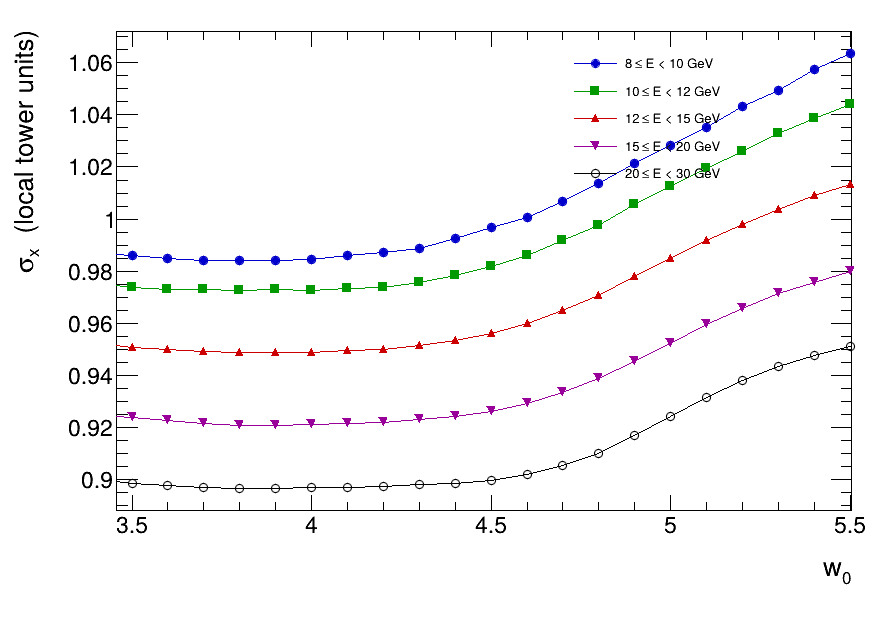 σx (local tower units)
1.06
1.04
1.02
1
0.98
0.96
0.94
0.92
0.9
8 ≤ E < 10 GeV
10 ≤ E < 12 GeV
12 ≤ E < 15 GeV
15 ≤ E < 20 GeV
20 ≤ E < 30 GeV
3.5 4 4.5 5 5.5
w0